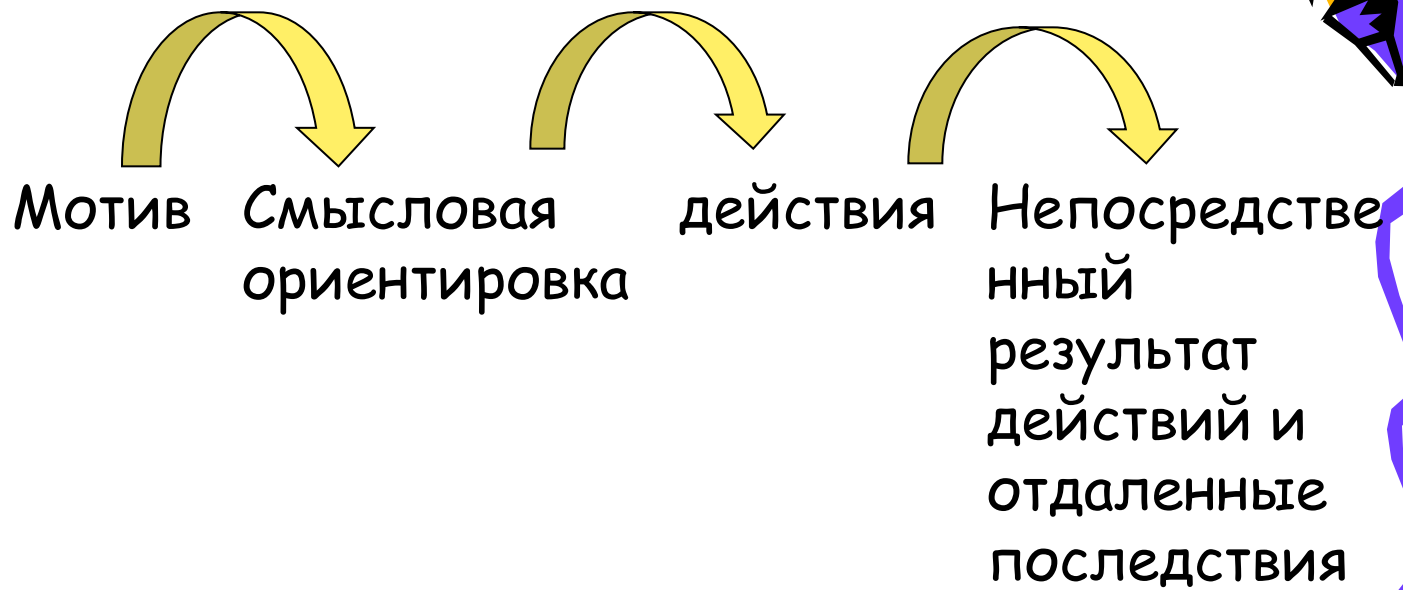 Мотив
Смысловая
ориентировка
действия
Непосредстве
нный
результат
действий и
отдаленные
последствия